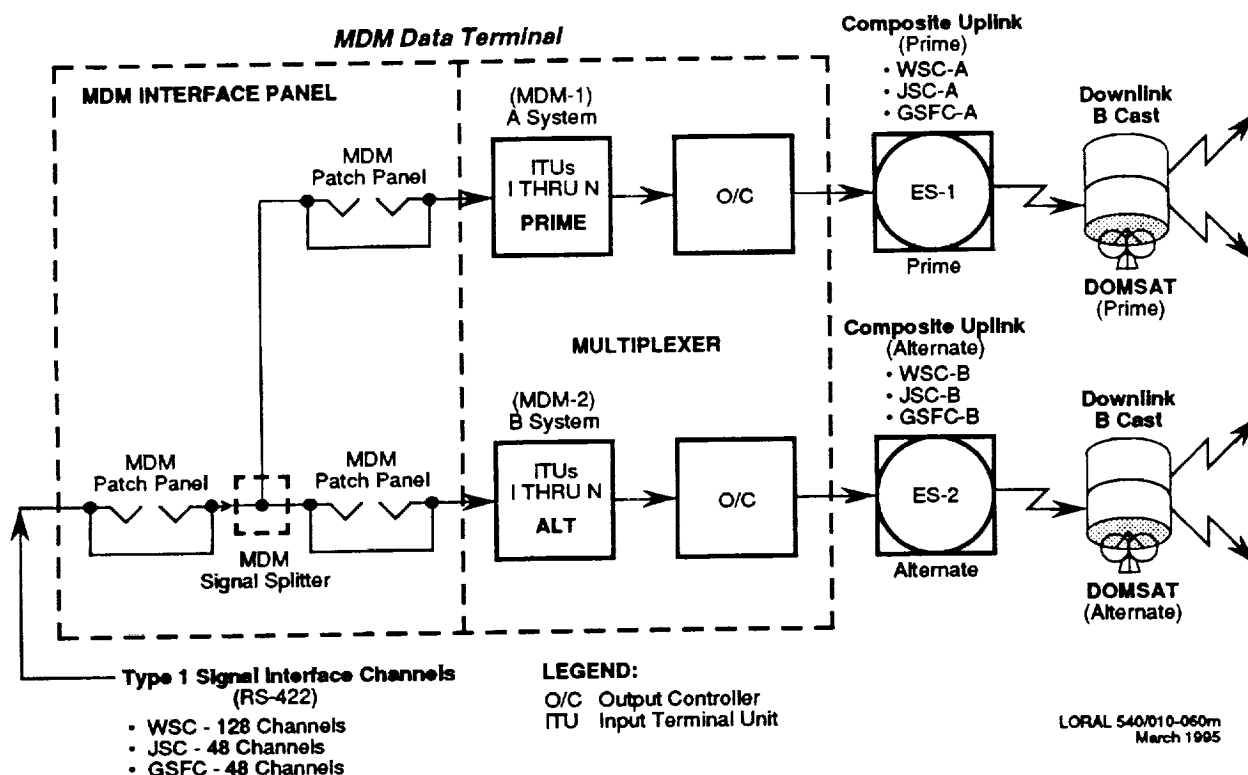 MDM Data Terminal
MDM INTERFACE PANEL
MDM
Patch Panel
(MDM-1)
A System
ITUs
I THRU N
PRIME
O/C
Composite Uplink
(Prime)
• WSC-A
• JSC-A
• GSFC-A
ES-1
Prime
Downlink
B Cast
DOMSAT
(Prime)
MULTIPLEXER
MDM
Patch Panel
MDM
Signal Splitter
MDM
Patch Panel
(MDM-2)
B System
ITUs
I THRU N
ALT
O/C
Composite Uplink
(Alternate)
• WSC-B
• JSC-B
• GSFC-B
ES-2
Alternate
Downlink
B Cast
DOMSAT
(Alternate)
Type 1 Signal Interface Channels
(RS-422)
• WSC - 128 Channels
• JSC - 48 Channels
• GSFC - 48 Channels
LEGEND:
O/C Output Controller
ITU Input Terminal Unit
LORAL 540/010-060m
March 1995